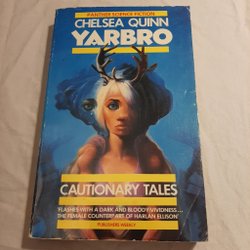 PANTHER SCIENCE FICTION
CHELSEA QUINN
YARBRO
CAUTIONARY TALES
'FLASHES WITH A DARK AND BLOODY VIVIDNESS...
THE FEMALE COUNTERPART OF HARLAN ELLISON'
PUBLISHERS WEEKLY